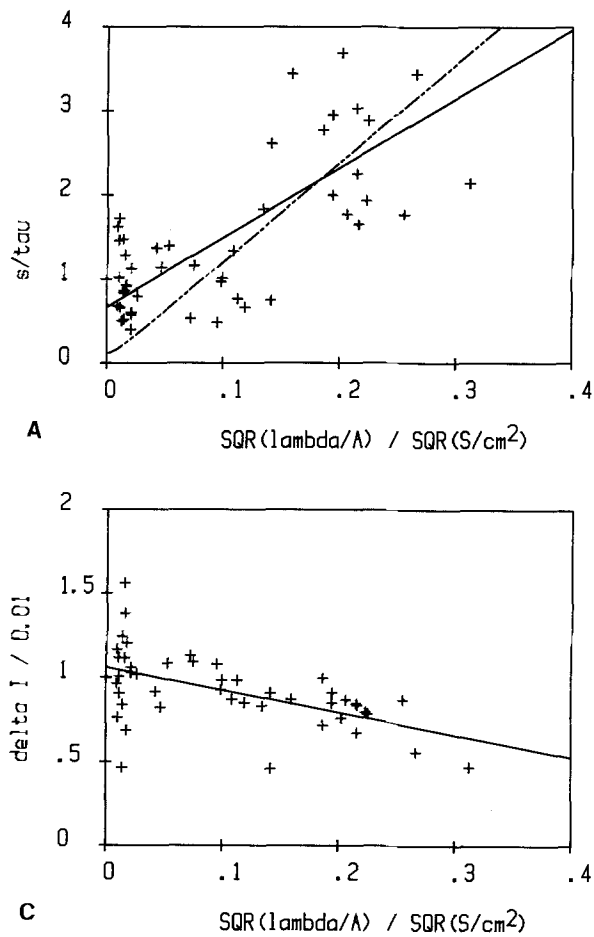 4
3
2
1
0
s/tau
0 .1 .2 .3 .4
A
SQR(lambda/A) / SQR(S/cm²)
2
1.5
1
.5
0
delta I / 0.01
0 .1 .2 .3 .4
C
SQR(lambda/A) / SQR(S/cm²)